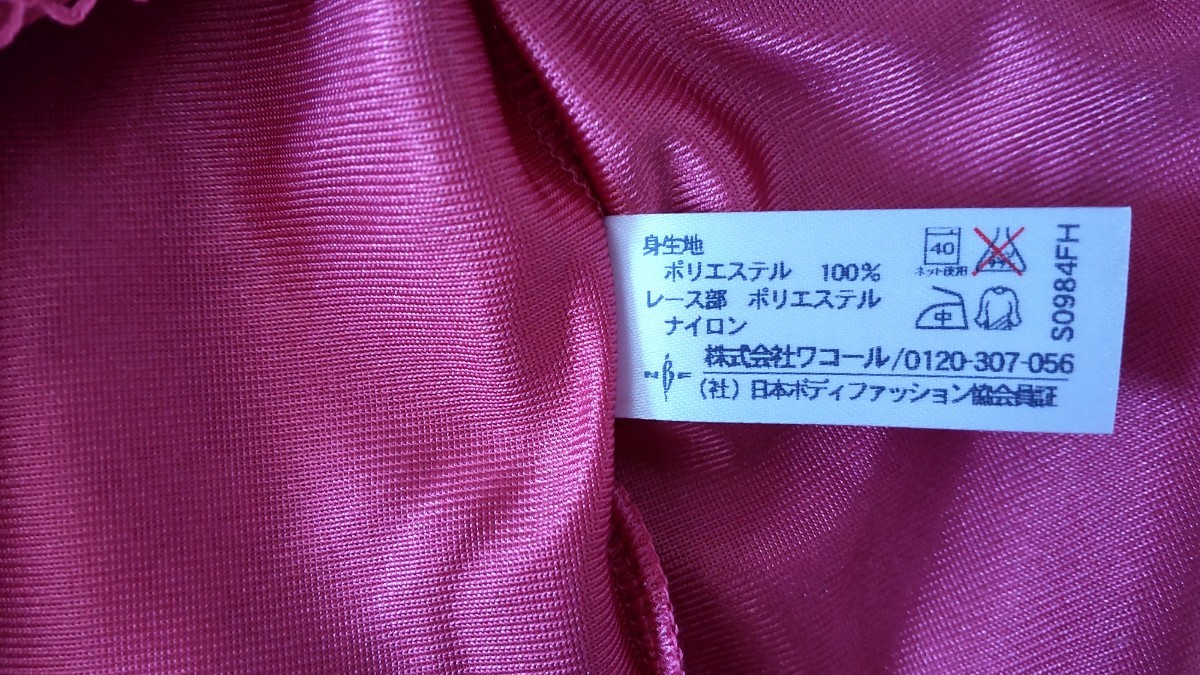 身生地
ポリエステル 100%
レース部 ポリエステル
ナイロン
40
ネット使用
中
S0984FH
株式会社ワコール/0120-307-056
NBF
(社)日本ボディファッション協会員証